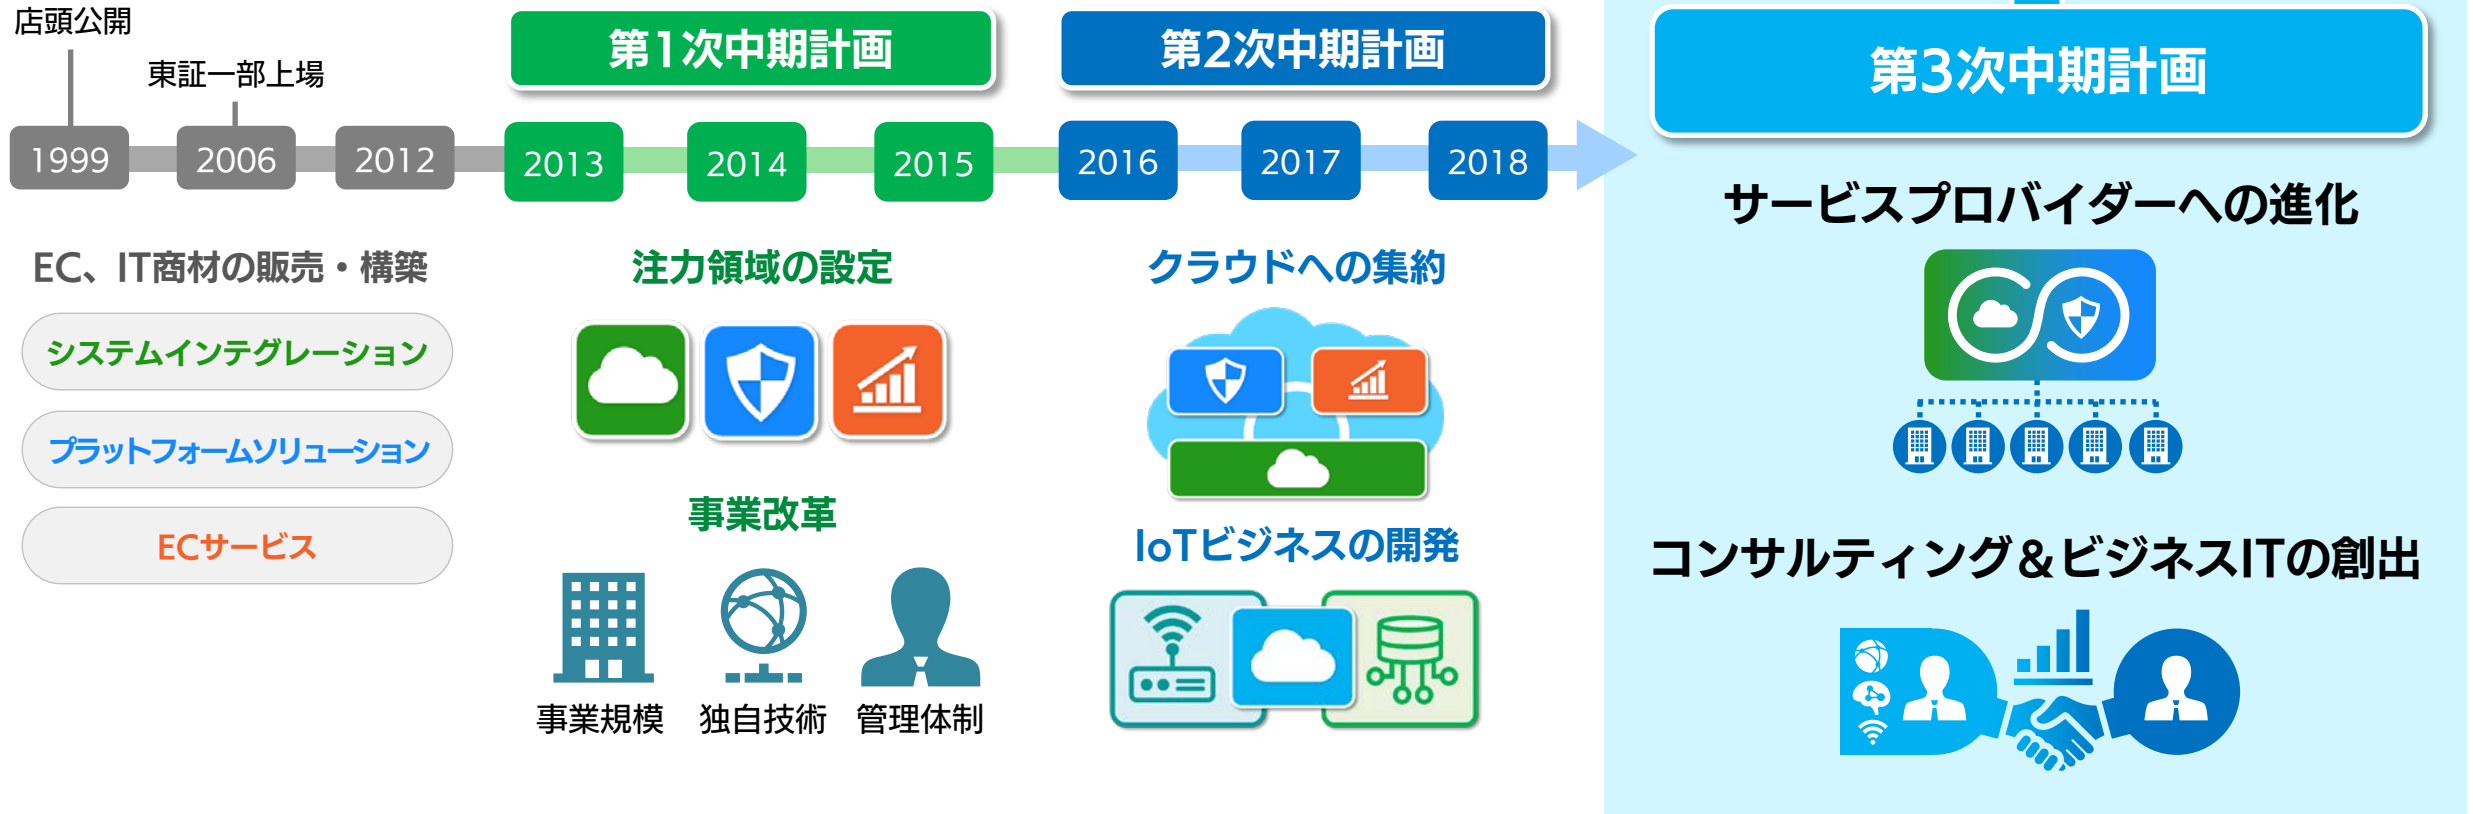 店頭公開
東証一部上場
1999
2006
2012
EC、IT商材の販売・構築
システムインテグレーション
プラットフォームソリューション
ECサービス
第1次中期計画
2013
2014
2015
注力領域の設定
事業改革
事業規模
独自技術
管理体制
第2次中期計画
2016
2017
2018
クラウドへの集約
IoTビジネスの開発
第3次中期計画
サービスプロバイダーへの進化
コンサルティング&ビジネスITの創出